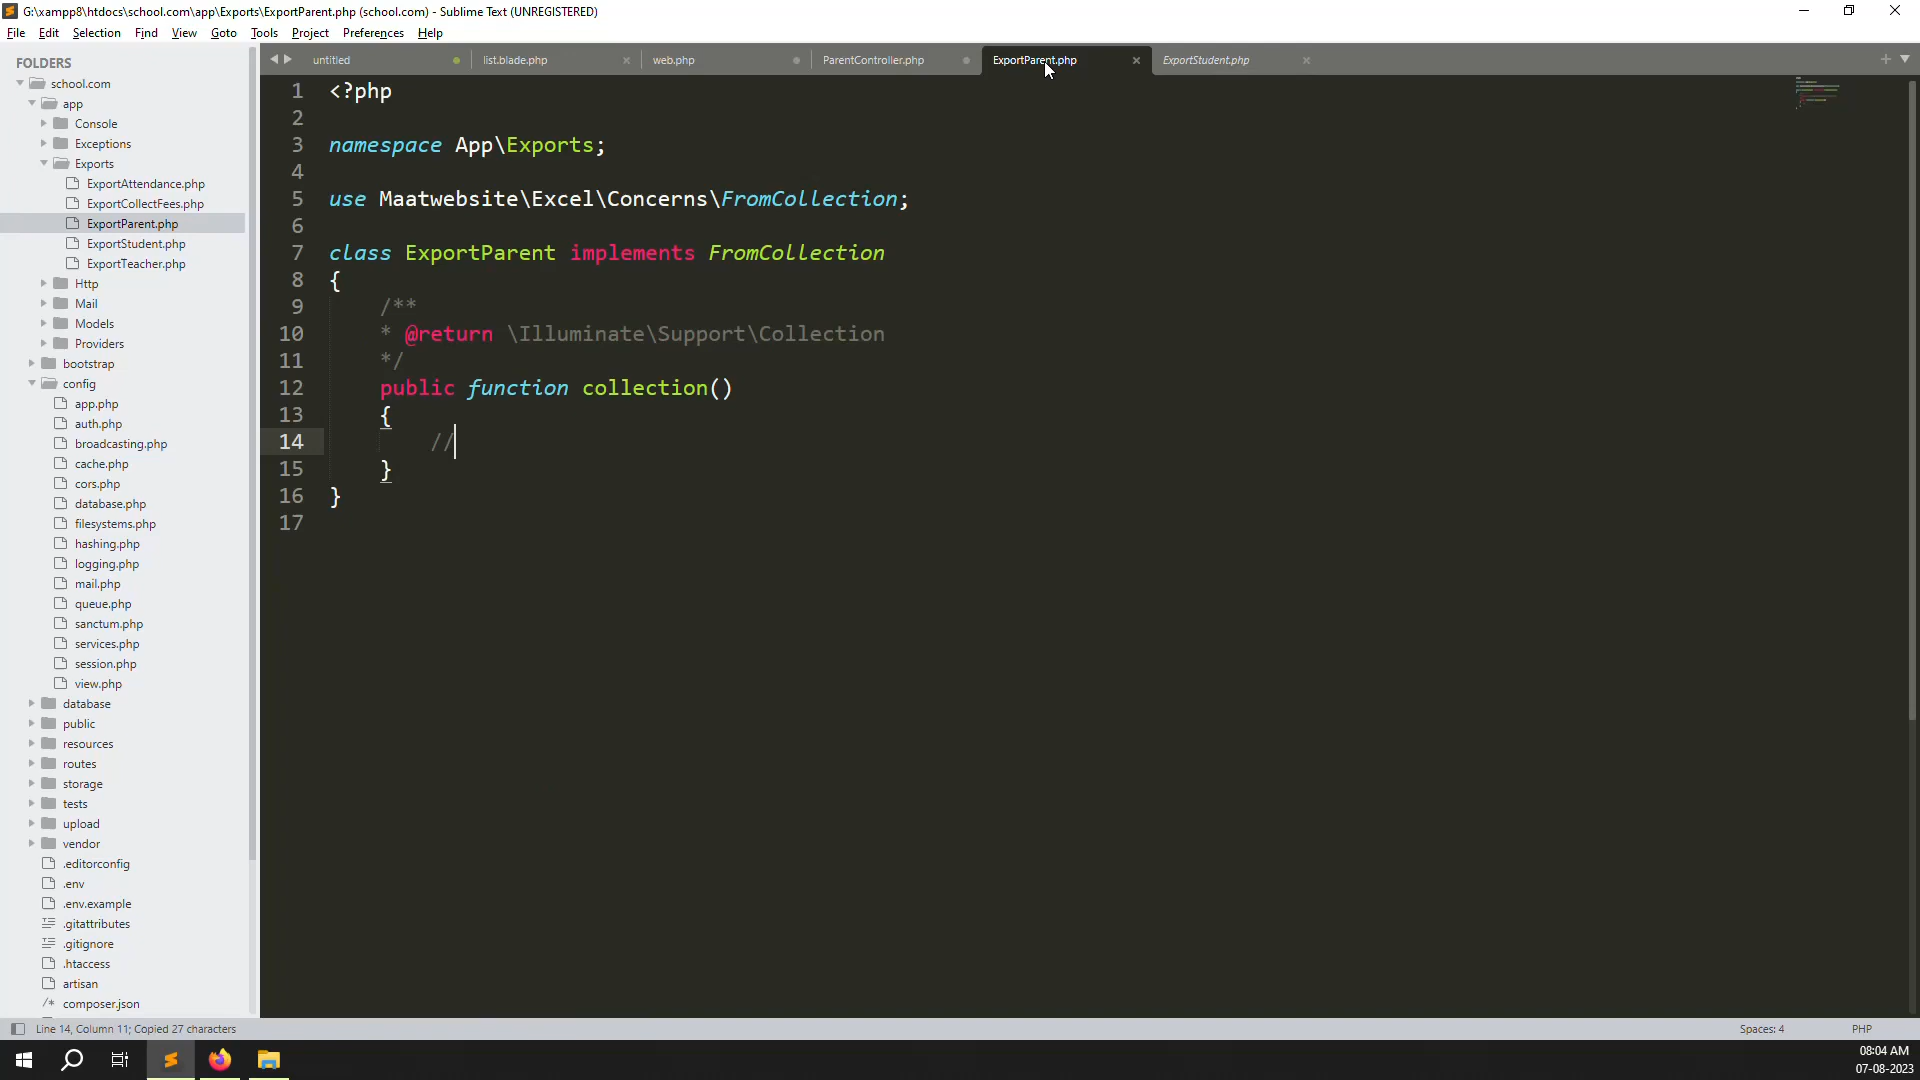 G:\xampp8\htdocs\school.com\app\Exports\ExportParent.php (school.com) - Sublime Text (UNREGISTERED)
File Edit Selection Find View Goto Tools Project Preferences Help
FOLDERS
school.com
app
Console
Exceptions
Exports
ExportAttendance.php
ExportCollectFees.php
ExportParent.php
ExportStudent.php
ExportTeacher.php
Http
Mail
Models
Providers
bootstrap
config
app.php
auth.php
broadcasting.php
cache.php
cors.php
database.php
filesystems.php
hashing.php
logging.php
mail.php
queue.php
sanctum.php
services.php
session.php
view.php
database
public
resources
routes
storage
tests
upload
vendor
.editorconfig
.env
.env.example
.gitattributes
.gitignore
.htaccess
artisan
composer.json
untitled list.blade.php web.php ParentController.php ExportParent.php ExportStudent.php
1 <?php
2
3 namespace App\Exports;
4
5 use Maatwebsite\Excel\Concerns\FromCollection;
6
7 class ExportParent implements FromCollection
8 {
9 /**
10 * @return \Illuminate\Support\Collection
11 */
12 public function collection()
13 {
14 //
15 }
16 }
17
Line 14, Column 11; Copied 27 characters Spaces: 4 PHP
08:04 AM
07-08-2023